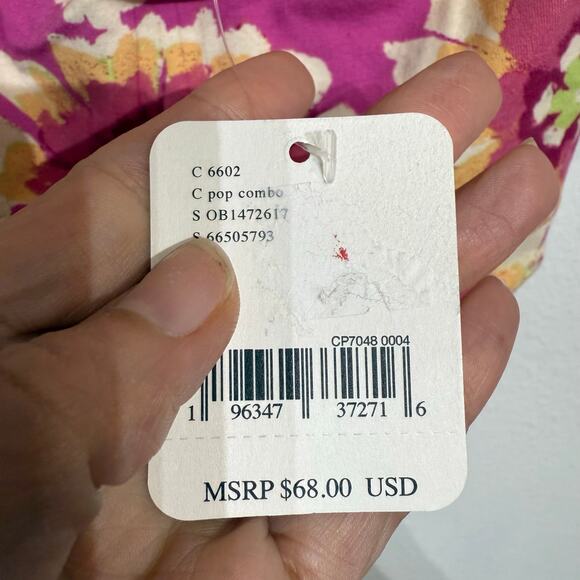 C 6602
C pop combo
S OB1472617
S 66505793
CP7048 0004
1 96347 37271 6
MSRP $68.00 USD